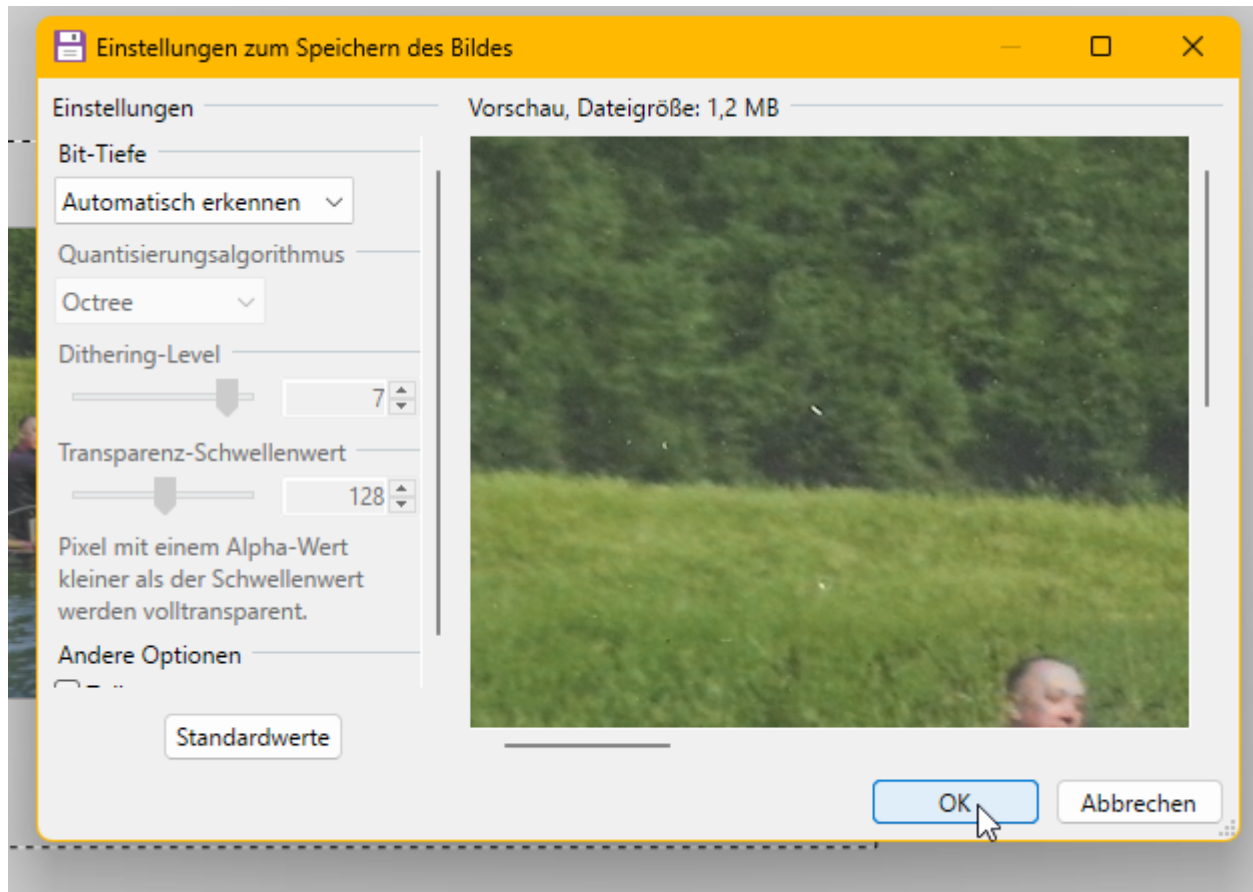 Einstellungen zum Speichern des Bildes
Einstellungen
Vorschau, Dateigröße: 1,2 MB
Bit-Tiefe
Automatisch erkennen
Quantisierungsalgorithmus
Octree
Dithering-Level
7
Transparenz-Schwellenwert
128
Pixel mit einem Alpha-Wert
kleiner als der Schwellenwert
werden volltransparent.
Andere Optionen
Standardwerte
OK
Abbrechen